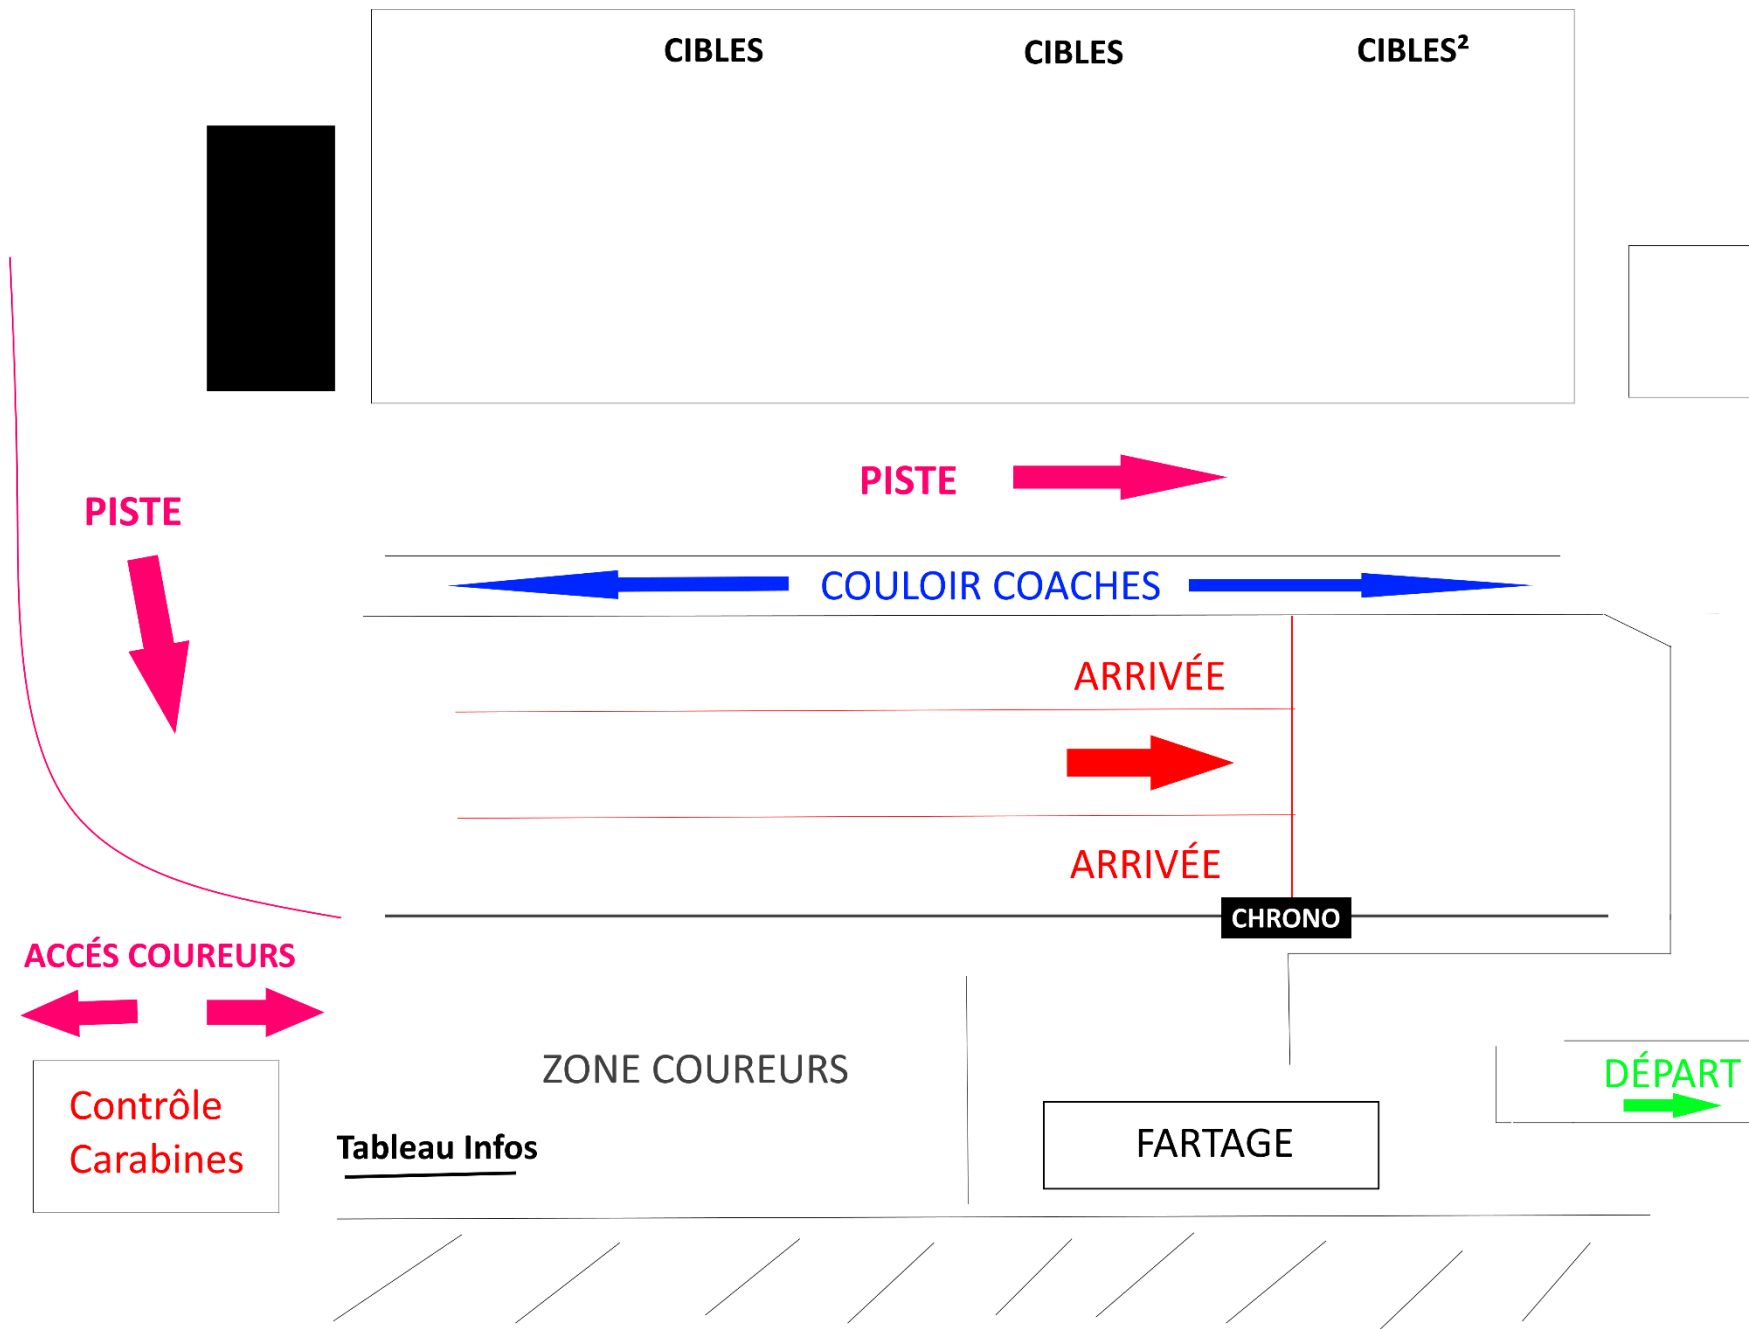 CIBLES
CIBLES
CIBLES²
PISTE
PISTE
COULOIR COACHES
ARRIVÉE
ARRIVÉE
CHRONO
ACCÉS COUREURS
ZONE COUREURS
DÉPART
Contrôle
Carabines
Tableau Infos
FARTAGE